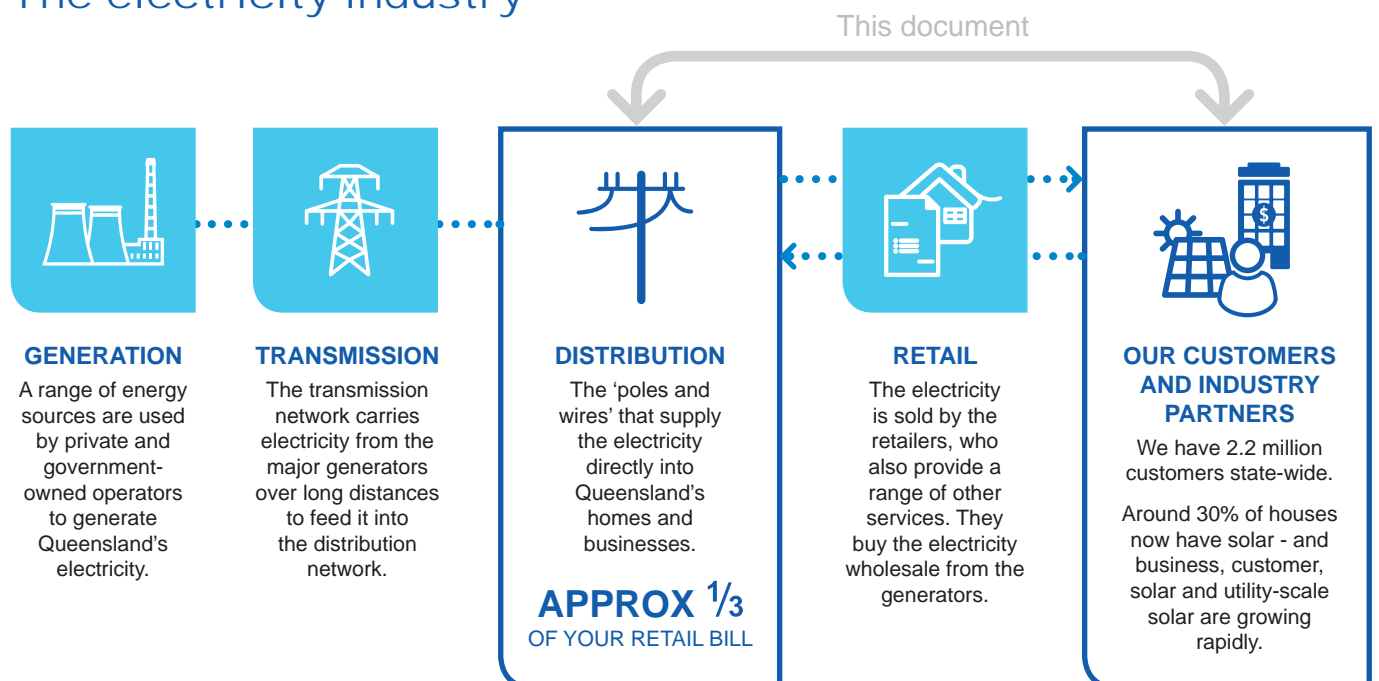 The electricity industry
This document
GENERATION
A range of energy
sources are used
by private and
government-
owned operators
to generate
Queensland's
electricity.
TRANSMISSION
The transmission
network carries
electricity from the
major generators
over long distances
to feed it into
the distribution
network.
DISTRIBUTION
The ‘poles and
wires’ that supply
the electricity
directly into
Queensland's
homes and
businesses.
APPROX 1/3
OF YOUR RETAIL BILL
RETAIL
The electricity
is sold by the
retailers, who
also provide a
range of other
services. They
buy the electricity
wholesale from the
generators.
$
OUR CUSTOMERS
AND INDUSTRY
PARTNERS
We have 2.2 million
customers state-wide.
Around 30% of houses
now have solar - and
business, customer,
solar and utility-scale
solar are growing
rapidly.